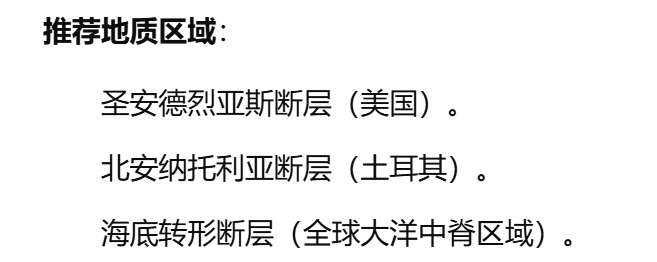 推荐地质区域：
圣安德烈亚斯断层（美国）。
北安纳托利亚断层（土耳其）。
海底转形断层（全球大洋中脊区域）。